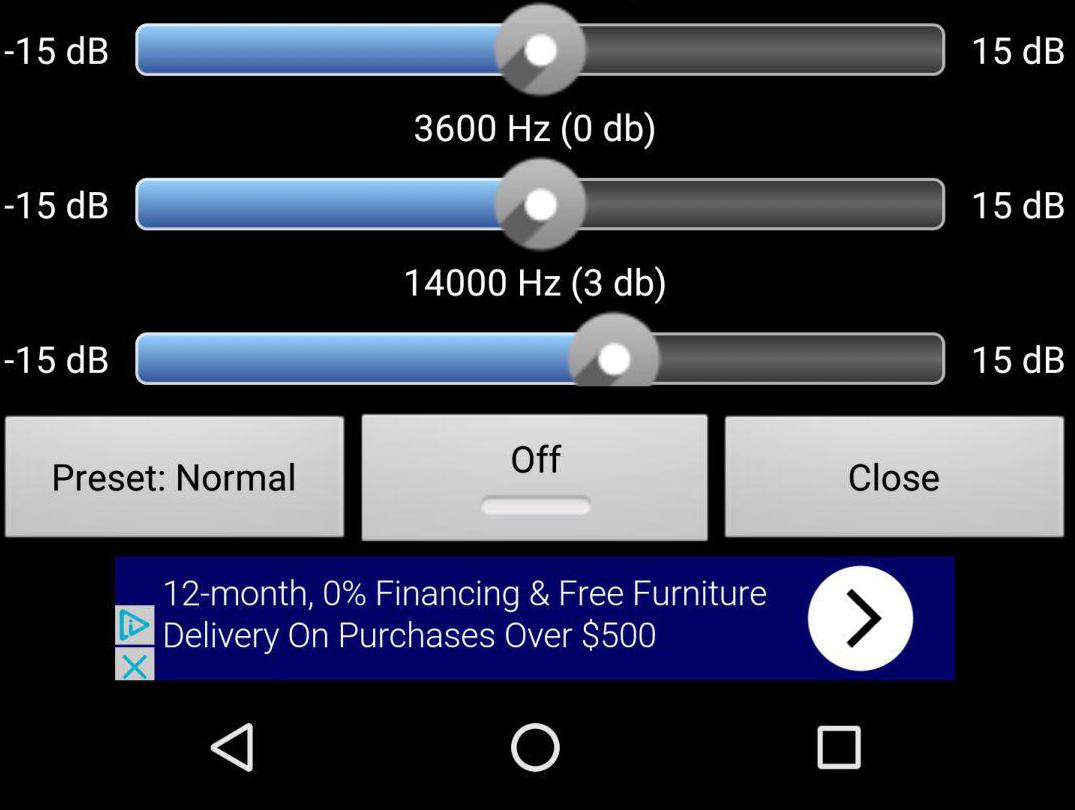 -15 dB 15 dB
3600 Hz (0 db)
-15 dB 15 dB
14000 Hz (3 db)
-15 dB 15 dB
Preset: Normal Off Close
12-month, 0% Financing & Free Furniture
Delivery On Purchases Over $500